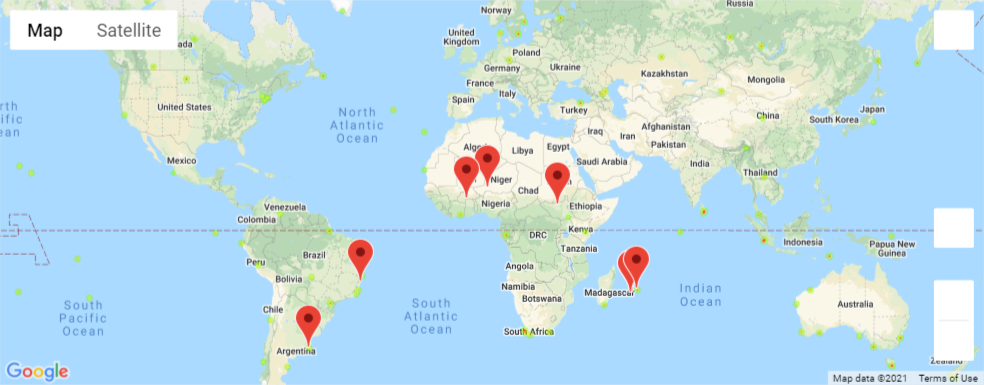 Map
Satellite
Norway
Russia
United
Kingdom
Poland
Germany
Ukraine
Kazakhstan
Mongolia
France
Italy
Spain
Turkey
United States
North
Atlantic
Ocean
Japan
China
South Korea
Afghanistan
Iraq
Iran
Pakistan
Libya
Egypt
Mexico
Saudi Arabia
India
Thailand
Niger
Chad
Nigeria
Ethiopia
Venezuela
Colombia
Kenya
DRC
Indonesia
Papua New
Guinea
Tanzania
Brazil
Peru
Angola
Bolivia
Namibia
Madagascar
Indian
Ocean
Botswana
South
Pacific
Ocean
South
Atlantic
Ocean
Chile
Australia
South Africa
Argentina
Google
Map data ©2021
Terms of Use